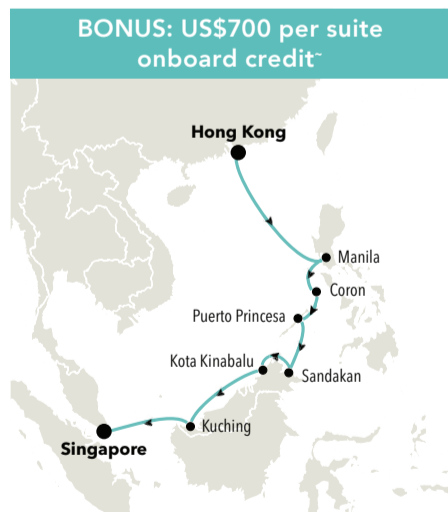 BONUS: US$700 per suite
onboard credit~
Hong Kong
Manila
Coron
Puerto Princesa
Kota Kinabalu
Sandakan
Kuching
Singapore